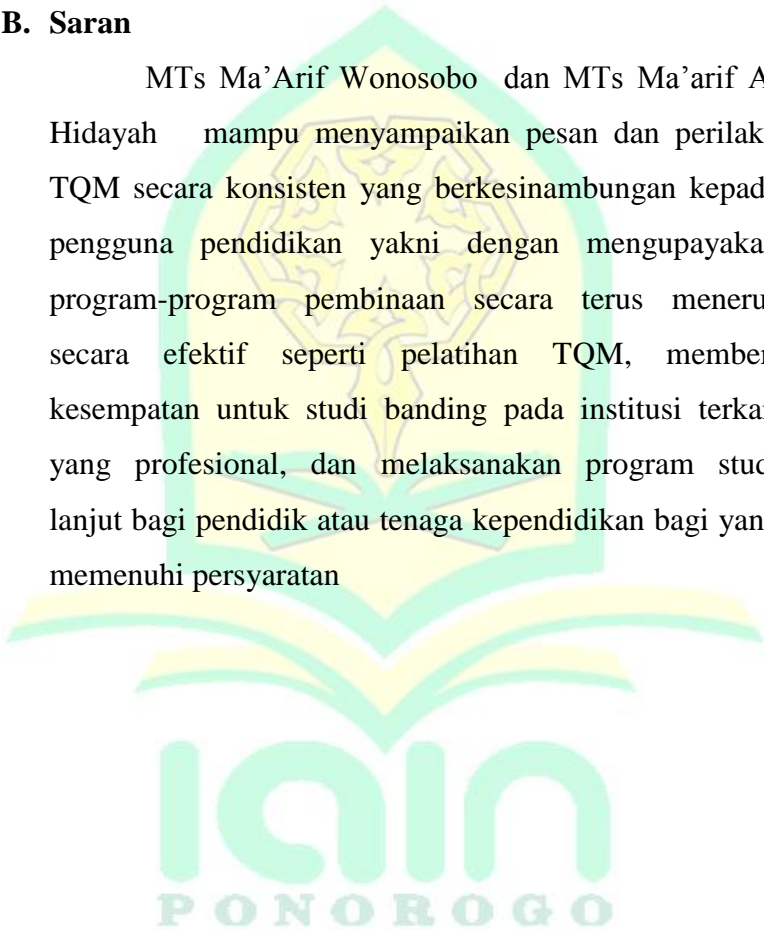 B. Saran
MTs Ma’Arif Wonosobo dan MTs Ma’arif A
Hidayah mampu menyampaikan pesan dan perilak
TQM secara konsisten yang berkesinambungan kepad
pengguna pendidikan yakni dengan mengupayaka
program-program pembinaan secara terus meneru
secara efektif seperti pelatihan TQM, member
kesempatan untuk studi banding pada institusi terka
yang profesional, dan melaksanakan program stud
lanjut bagi pendidik atau tenaga kependidikan bagi yan
memenuhi persyaratan
iain
PONOROGO